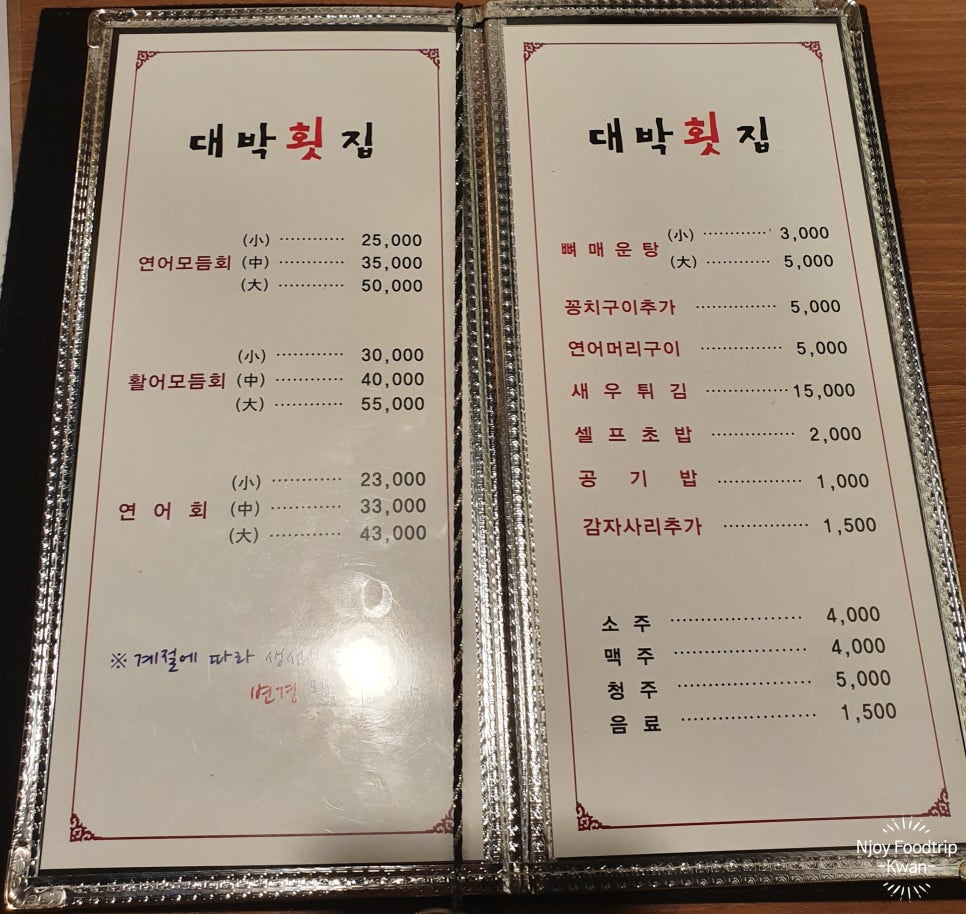 대박횟집
(小) ············ 25,000
연어모듬회 (中) ············ 35,000
(大) ············ 50,000
(小) ············ 30,000
활어모듬회 (中) ············ 40,000
(大) ············ 55,000
(小) ············ 23,000
연 어 회 (中) ············ 33,000
(大) ············ 43,000
※ 계절에 따라
변경
대박횟집
(小) ············ 3,000
뼈 매 운 탕
(大) ············ 5,000
꽁치구이추가 ············ 5,000
연어머리구이 ············ 5,000
새 우 튀 김 ············ 15,000
셀 프 초 밥 ············ 2,000
공 기 밥 ············ 1,000
감자사리추가 ············ 1,500
소 주 ············ 4,000
맥 주 ············ 4,000
청 주 ············ 5,000
음 료 ············ 1,500
Njoy Foodtrip
-Kwan-